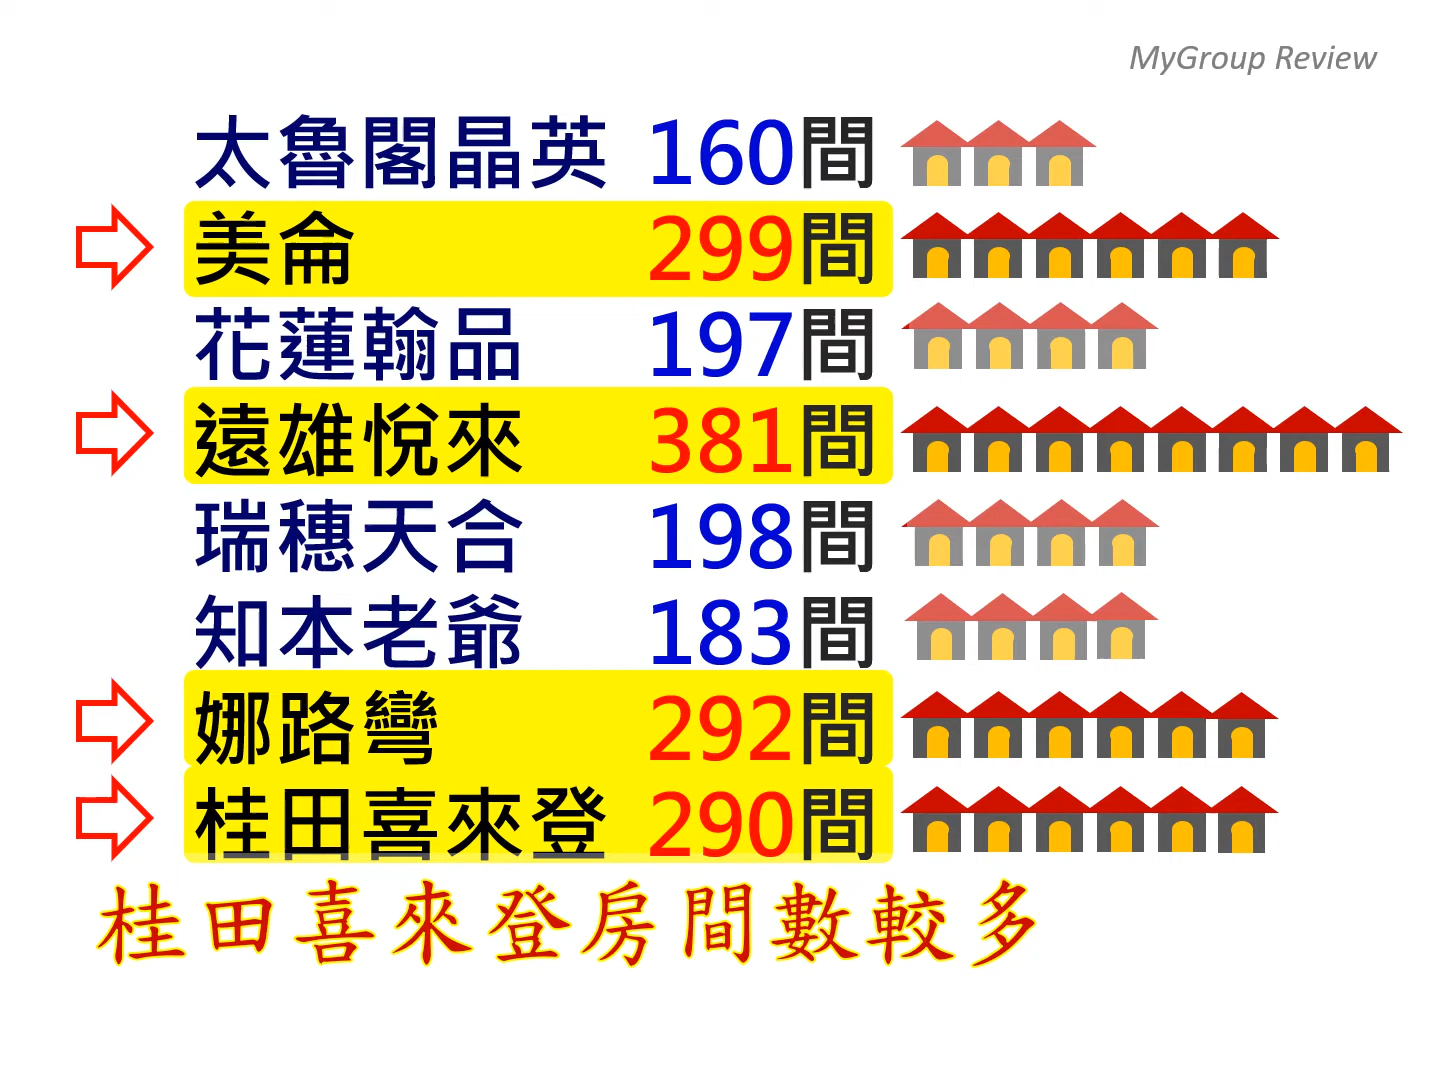 MyGroup Review
太魯閣晶英 160間
美侖 299間
花蓮翰品 197間
遠雄悅來 381間
瑞穗天合 198間
知本老爺 183間
娜路彎 292間
桂田喜來登 290間
桂田喜來登房間數較多